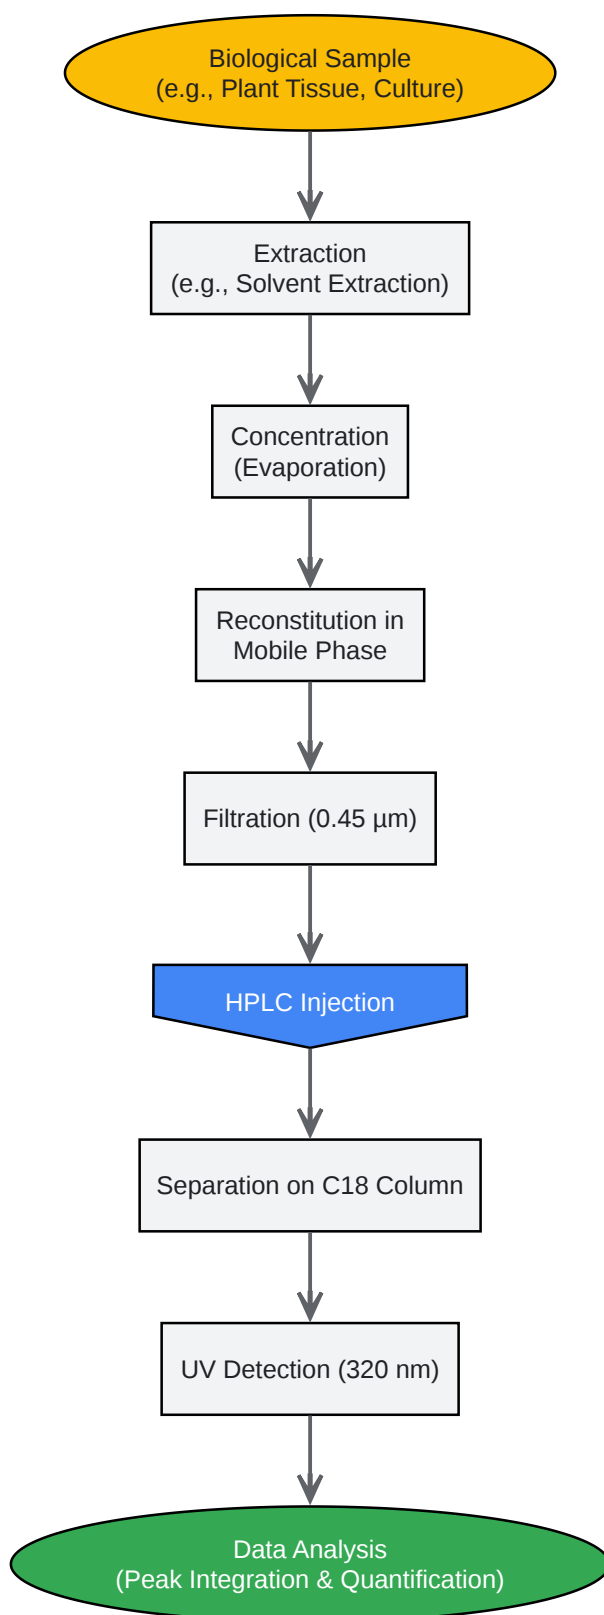 Biological Sample
(e.g., Plant Tissue, Culture)
Extraction
(e.g., Solvent Extraction)
Concentration
(Evaporation)
Reconstitution in
Mobile Phase
Filtration (0.45 µm)
HPLC Injection
Separation on C18 Column
UV Detection (320 nm)
Data Analysis
(Peak Integration & Quantification)